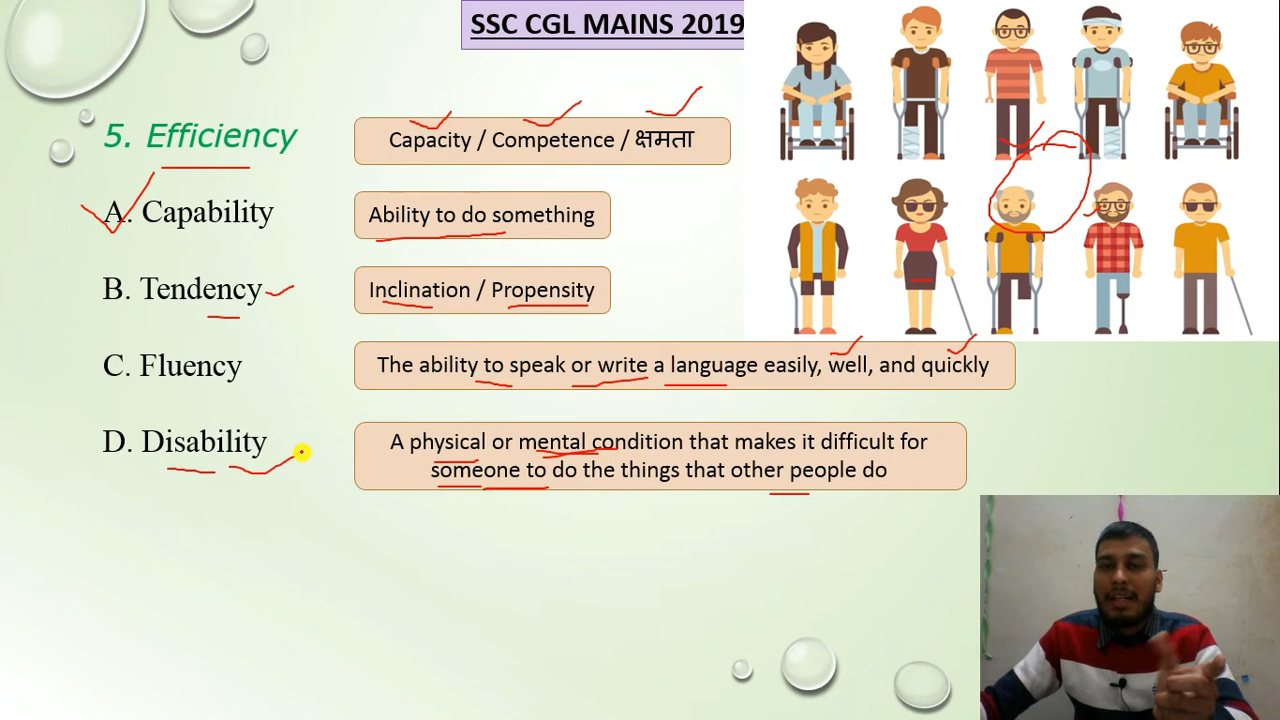 SSC CGL MAINS 2019
5. Efficiency
Capacity / Competence / क्षमता
A. Capability
Ability to do something
B. Tendency
Inclination / Propensity
C. Fluency
The ability to speak or write a language easily, well, and quickly
D. Disability
A physical or mental condition that makes it difficult for
someone to do the things that other people do